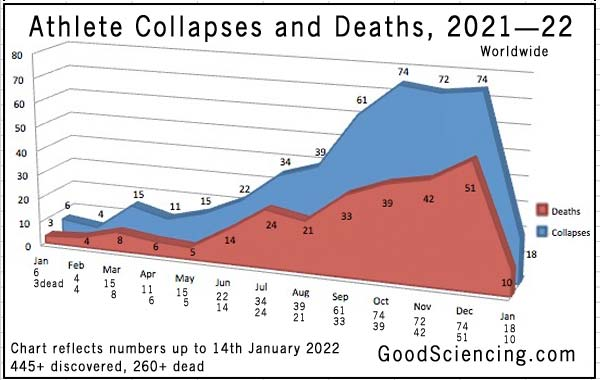 Athlete Collapses and Deaths, 2021—22
Worldwide
80
70
60
50
40
30
20
10
0
3 6 4 15 11 15 22 34 39 61 74 72 74 18
4 8 6 5 14 24 21 33 39 42 51 10
Deaths
Collapses
Jan
6
3dead
Feb
4
4
Mar
15
8
Apr
11
6
May
15
5
Jun
22
14
Jul
34
24
Aug
39
21
Sep
61
33
Oct
74
39
Nov
72
42
Dec
74
51
Jan
18
10
Chart reflects numbers up to 14th January 2022
445+ discovered, 260+ dead
GoodSciencing.com